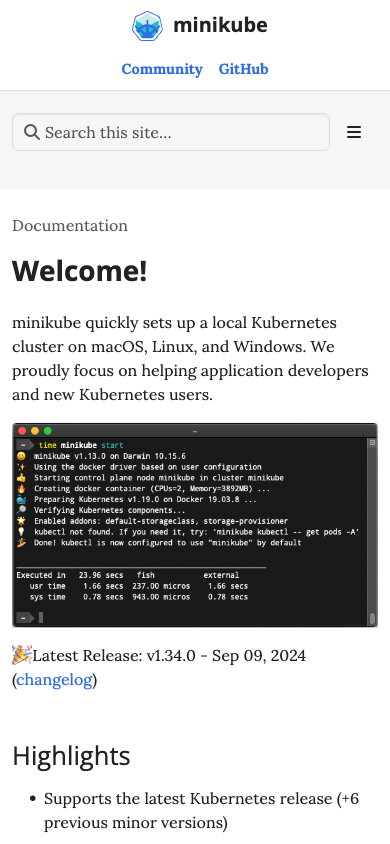 minikube
Community GitHub
Search this site…
Documentation
Welcome!
minikube quickly sets up a local Kubernetes
cluster on macOS, Linux, and Windows. We
proudly focus on helping application developers
and new Kubernetes users.
~
~ time minikube start
minikube v1.13.0 on Darwin 10.15.6
Using the docker driver based on user configuration
Starting control plane node minikube in cluster minikube
Creating docker container (CPUs=2, Memory=3892MB) ...
Preparing Kubernetes v1.19.0 on Docker 19.03.8 ...
Verifying Kubernetes components...
Enabled addons: default-storageclass, storage-provisioner
kubectl not found. If you need it, try: 'minikube kubectl -- get pods -A'
Done! kubectl is now configured to use "minikube" by default
Executed in 23.96 secs fish external
usr time 1.66 secs 237.00 micros 1.66 secs
sys time 0.78 secs 943.00 micros 0.78 secs
~
Latest Release: v1.34.0 - Sep 09, 2024
(changelog)
Highlights
• Supports the latest Kubernetes release (+6
previous minor versions)